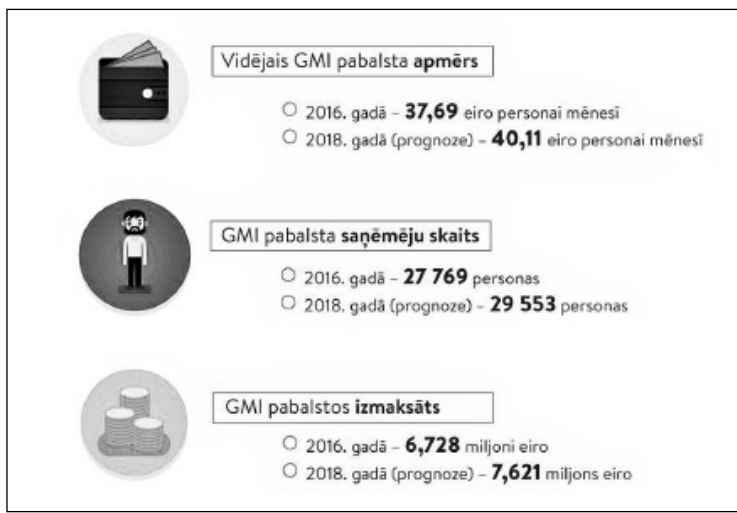 Vidējais GMI pabalsta apmērs
2016. gadā – 37,69 eiro personai mēnesī
2018. gadā (prognoze) – 40,11 eiro personai mēnesī
GMI pabalsta saņēmēju skaits
2016. gadā – 27 769 personas
2018. gadā (prognoze) – 29 553 personas
GMI pabalstos izmaksāts
2016. gadā – 6,728 miljoni eiro
2018. gadā (prognoze) – 7,621 miljons eiro